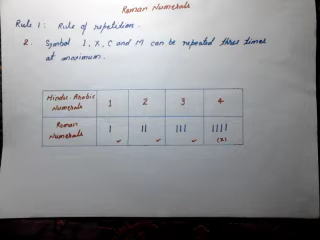 Roman Numerals
Rule 1: Rule of repetition.
2. Symbol I, X, C and M can be repeated three times
at maximum.
Hindu-Arabic Numerals 1 2 3 4
Roman Numerals I II III IIII
✓ ✓ ✓ (X)